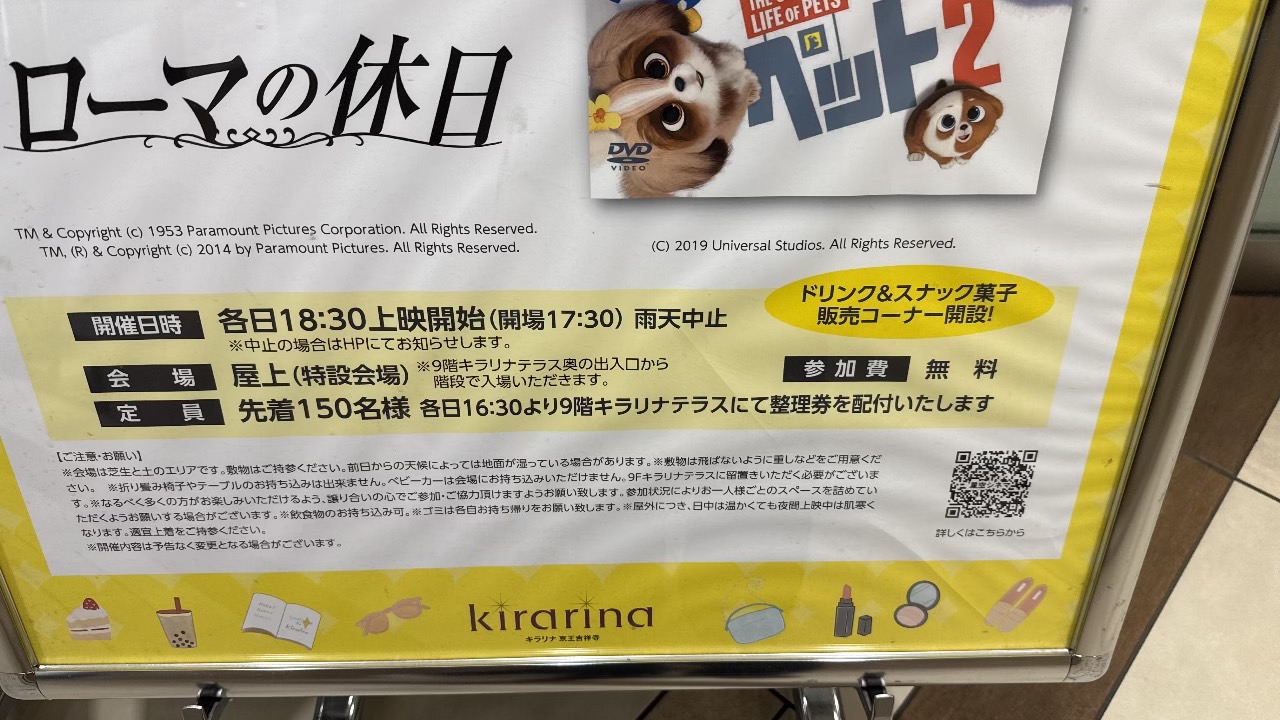 ローマの休日
THE
LIFE OF PETS
ペット2
DVD
VIDEO
TM & Copyright (c) 1953 Paramount Pictures Corporation. All Rights Reserved.
TM, (R) & Copyright (c) 2014 by Paramount Pictures. All Rights Reserved.
(C) 2019 Universal Studios. All Rights Reserved.
ドリンク&スナック菓子
販売コーナー開設!
開催日時 各日18:30上映開始(開場17:30) 雨天中止
※中止の場合はHPにてお知らせします。
会場 屋上(特設会場) ※9階キラリナテラス奥の出入口から
階段で入場いただきます。
参加費 無料
定員 先着150名様 各日16:30より9階キラリナテラスにて整理券を配付いたします
【ご注意・お願い】
※会場は芝生と土のエリアです。敷物はご持参ください。前日からの天候によっては地面が湿っている場合があります。※敷物は飛ばないように重しなどをご用意くだ
さい。 ※折り畳み椅子やテーブルのお持ち込みは出来ません。ベビーカーは会場にお持ち込みいただけません。9Fキラリナテラスに留置きいただく必要がございま
す。※なるべく多くの方がお楽しみいただけるよう、譲り合いの心でご参加・ご協力頂けますようお願い致します。参加状況によりお一人様ごとのスペースを詰めてい
ただくようお願いする場合がございます。※飲食物のお持ち込み可。※ゴミは各自お持ち帰りをお願い致します。※屋外につき、日中は温かくても夜間上映中は肌寒く
なります。適宜上着をご持参ください。
※開催内容は予告なく変更となる場合がございます。
詳しくはこちらから
kirarina
キラリナ 京王吉祥寺